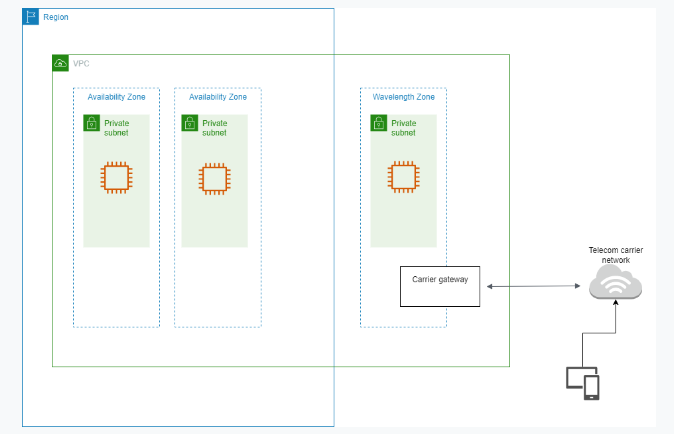 Region
VPC
Availability Zone
Availability Zone
Wavelength Zone
Private
subnet
Private
subnet
Private
subnet
Carrier gateway
Telecom carrier
network